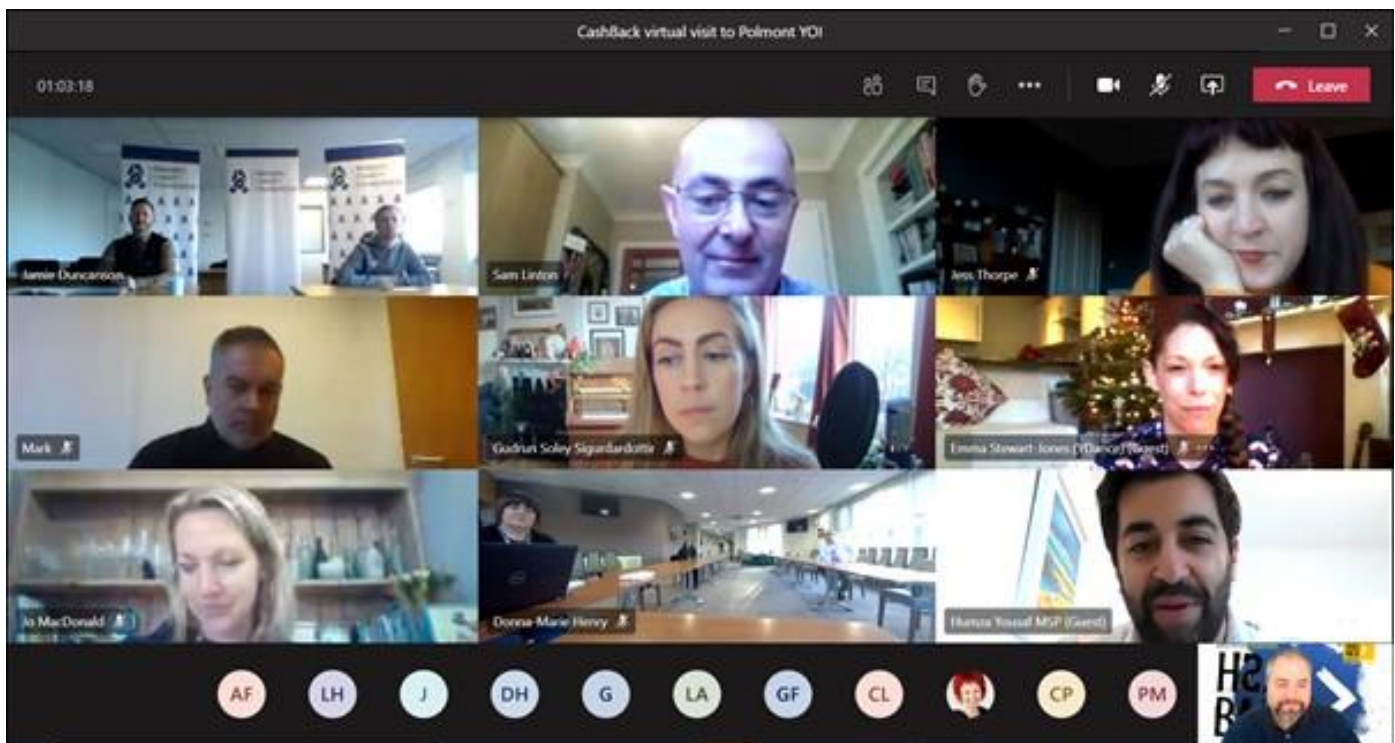 CashBack virtual visit to Polmont YOI
01:03:18
Leave
Jamie Duncanson
Sam Linton
Jess Thorpe
Mark
Gudrun Soley Sigurdardotte
Emma Stewart-Jones (YDance) (Guest)
Jo MacDonald
Donna-Marie Henry
Humza Yousaf MSP (Guest)
AF
LH
J
DH
G
LA
GF
CL
CP
PM